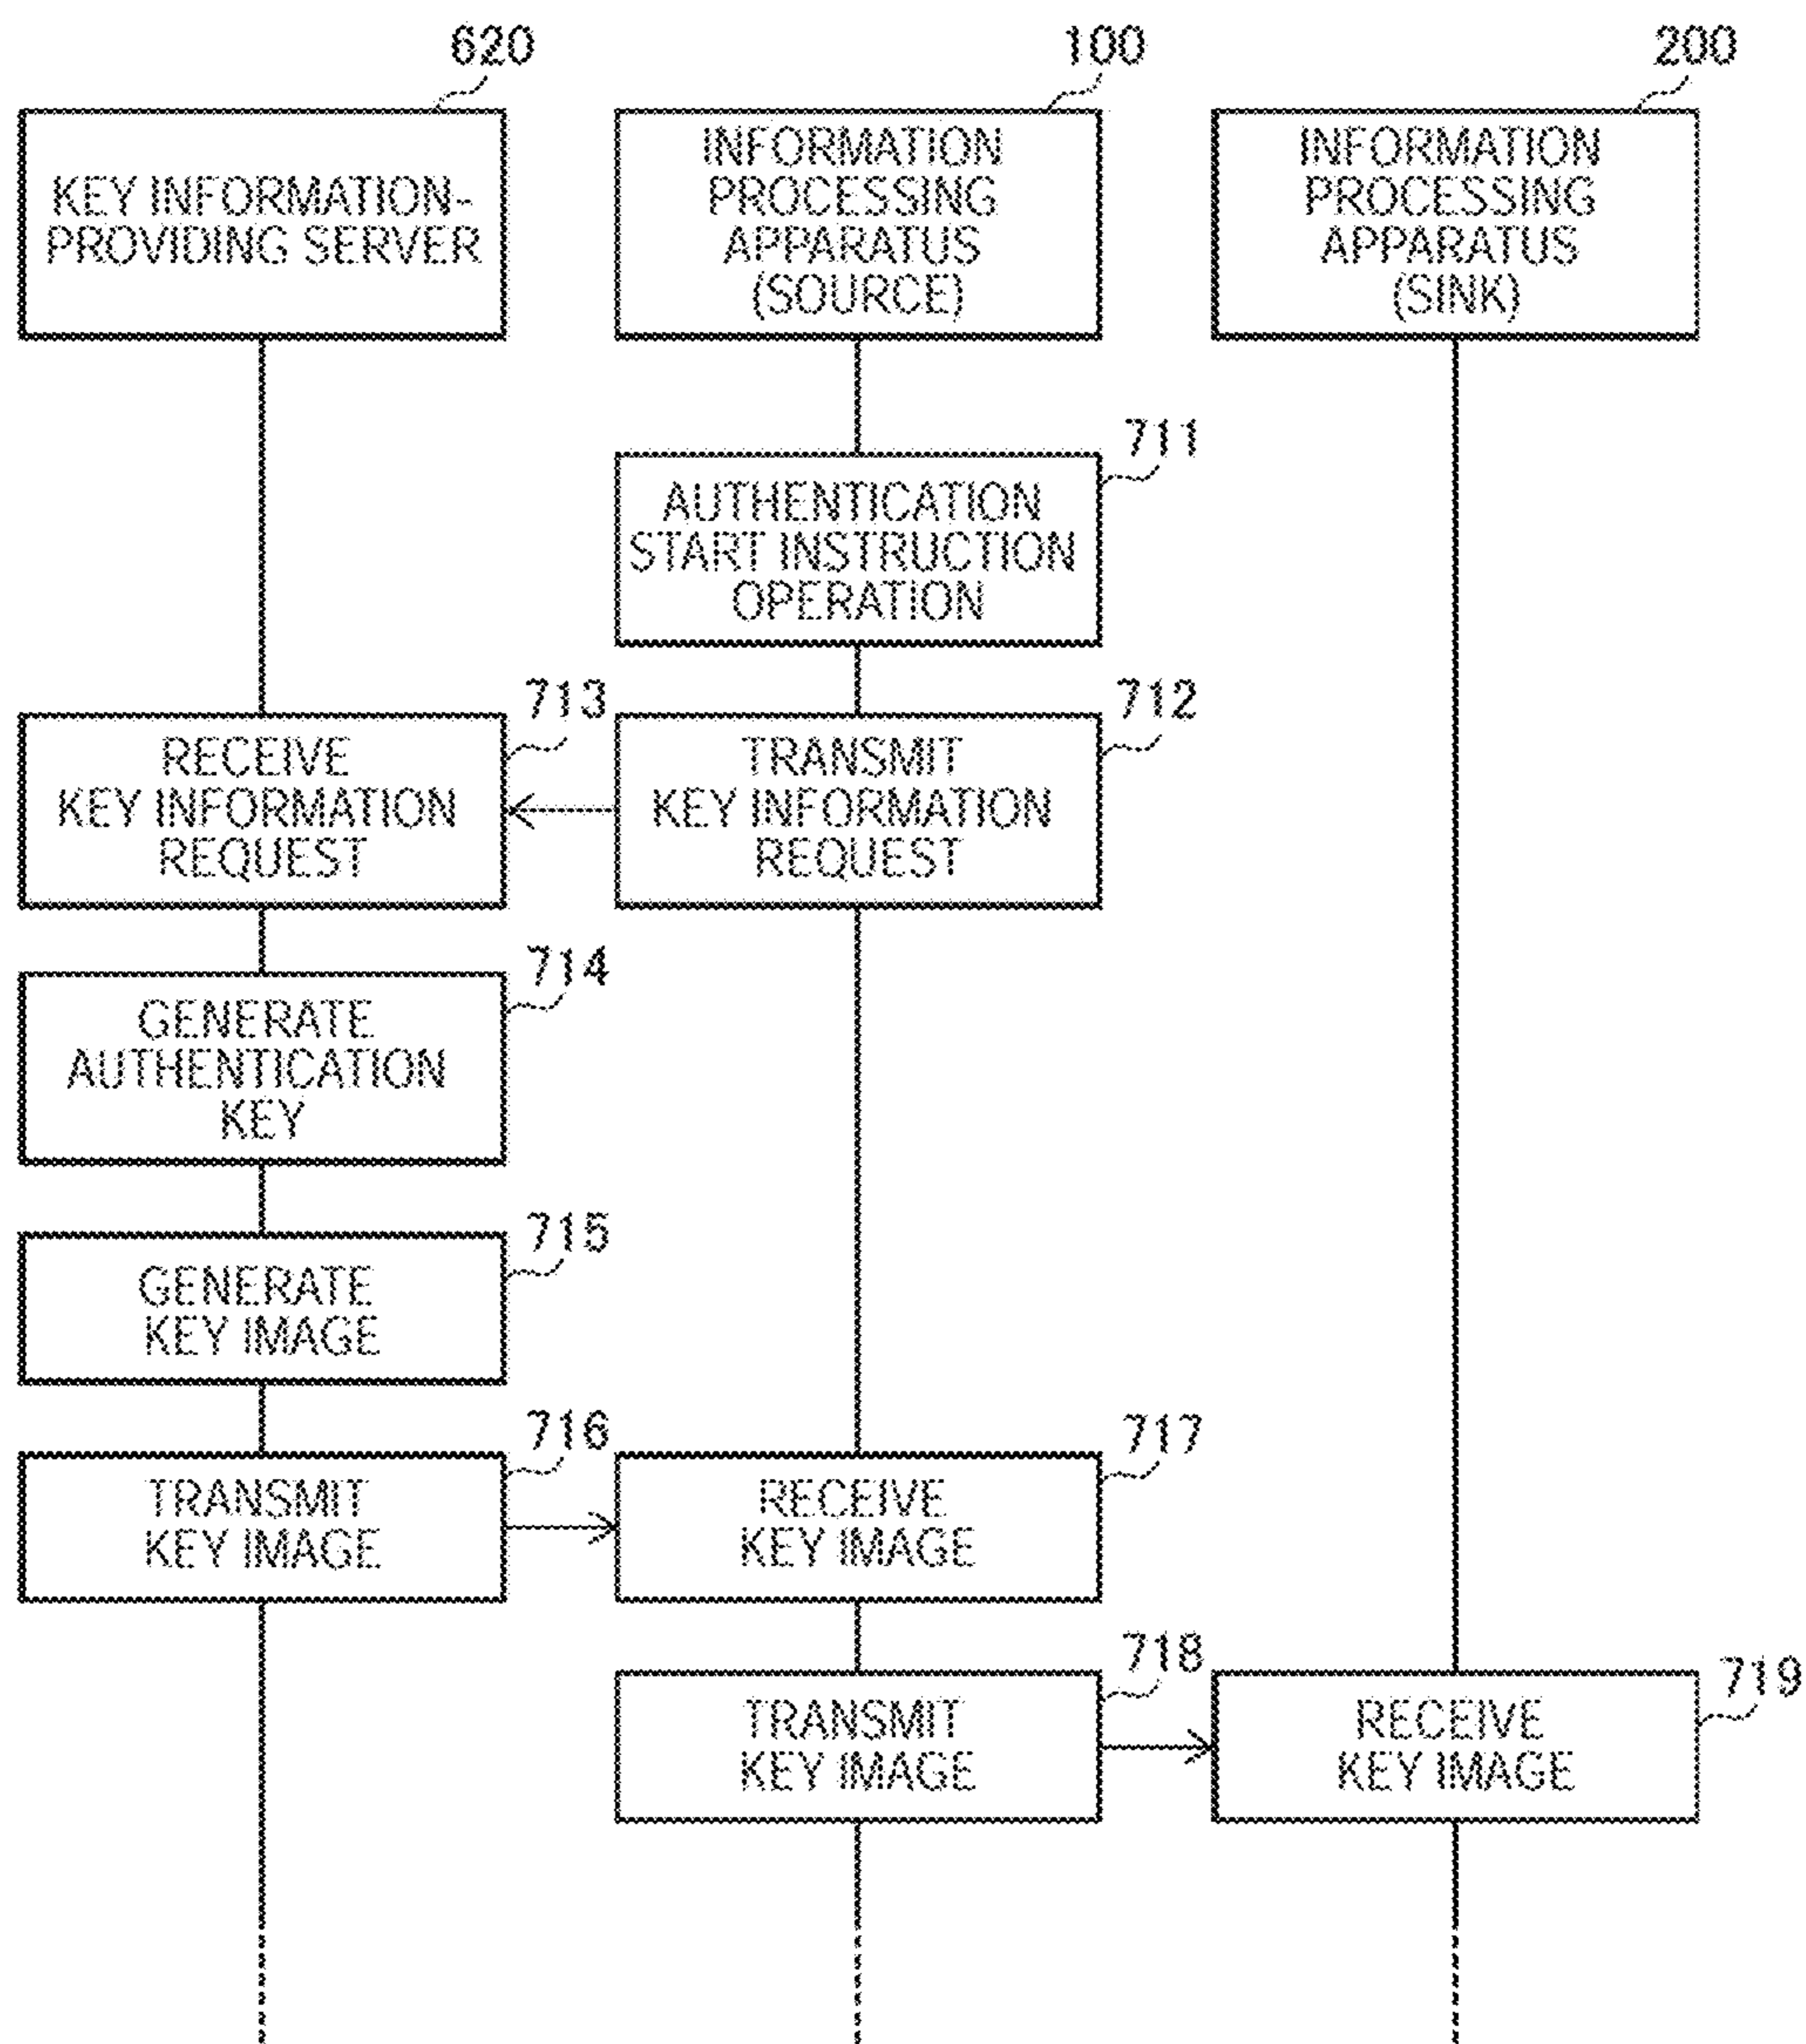 620
100
200
KEY INFORMATION-
PROVIDING SERVER
INFORMATION
PROCESSING
APPARATUS
(SOURCE)
INFORMATION
PROCESSING
APPARATUS
(SINK)
711
AUTHENTICATION
START INSTRUCTION
OPERATION
713
RECEIVE
KEY INFORMATION
REQUEST
712
TRANSMIT
KEY INFORMATION
REQUEST
714
GENERATE
AUTHENTICATION
KEY
715
GENERATE
KEY IMAGE
716
TRANSMIT
KEY IMAGE
717
RECEIVE
KEY IMAGE
718
TRANSMIT
KEY IMAGE
719
RECEIVE
KEY IMAGE